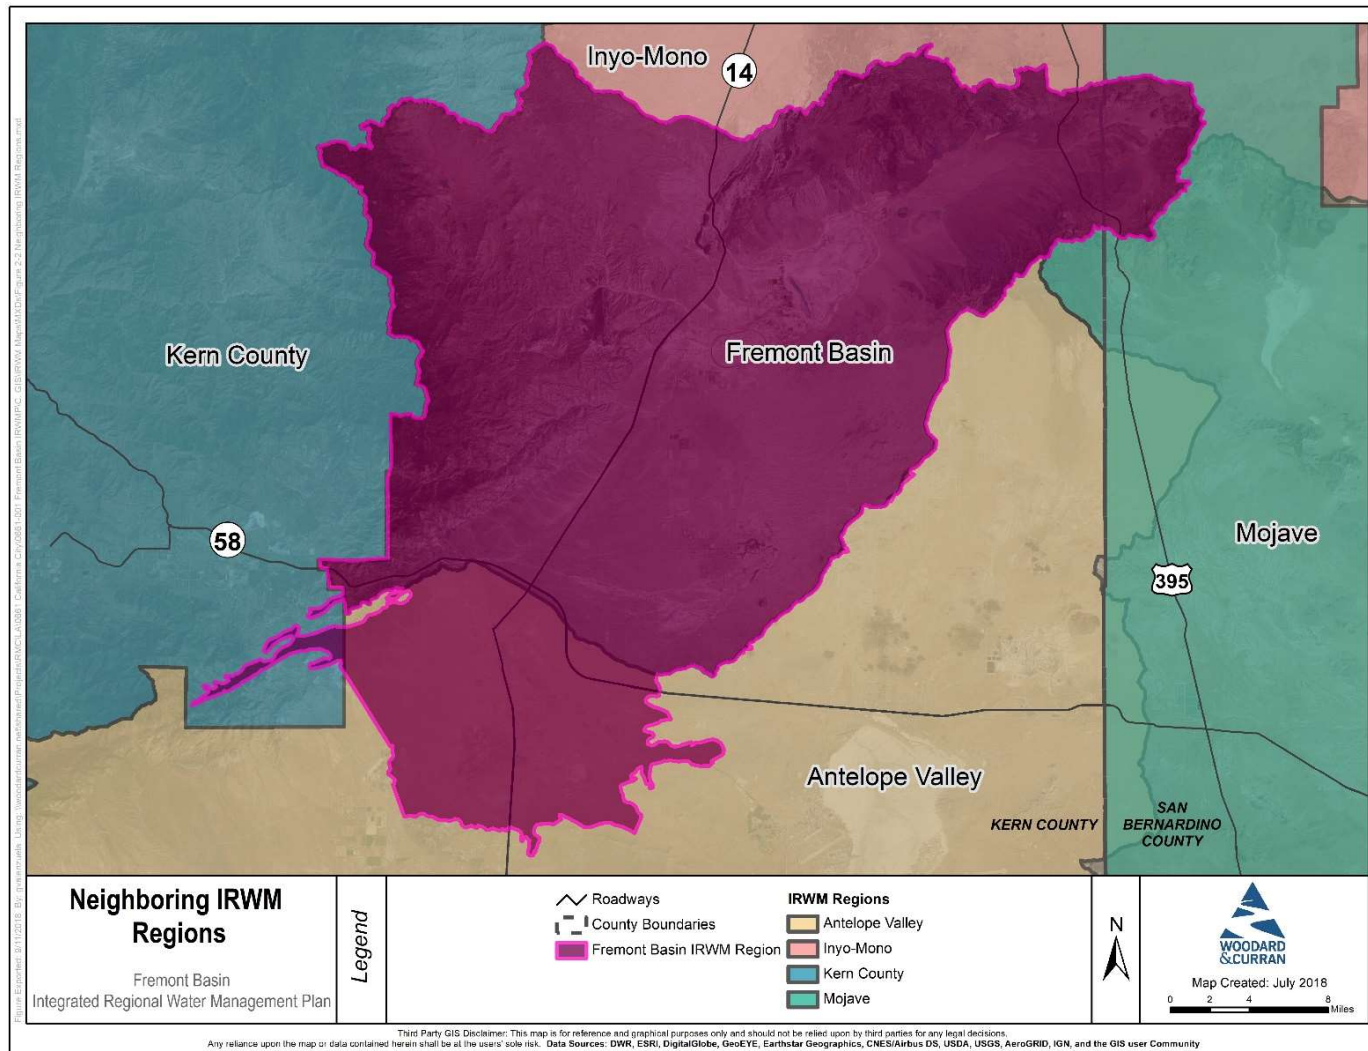 Inyo-Mono
14
Kern County
Fremont Basin
58
Mojave
395
Antelope Valley
KERN COUNTY
SAN
BERNARDINO
COUNTY
Neighboring IRWM
Regions
Fremont Basin
Integrated Regional Water Management Plan
Legend
Roadways
County Boundaries
Fremont Basin IRWM Region
IRWM Regions
Antelope Valley
Inyo-Mono
Kern County
Mojave
N
WOODARD
&CURRAN
Map Created: July 2018
0 2 4 8
Miles
Third Party GIS Disclaimer: This map is for reference and graphical purposes only and should not be relied upon by third parties for any legal decisions.
Any reliance upon the map or data contained herein shall be at the users' sole risk. Data Sources: DWR, ESRI, DigitalGlobe, GeoEYE, Earthstar Geographics, CNES/Airbus DS, USDA, USGS, AeroGRID, IGN, and the GIS user Community